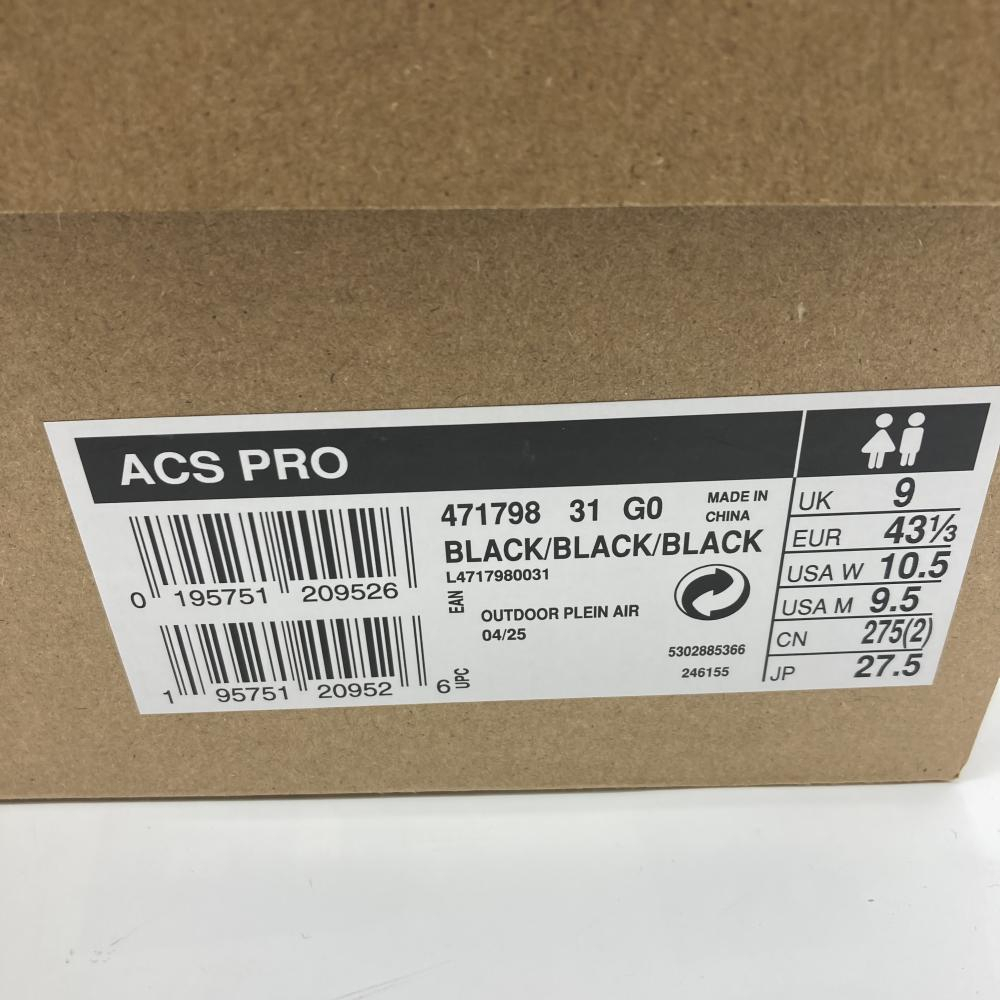 ACS PRO
471798 31 G0
MADE IN
CHINA
BLACK/BLACK/BLACK
L4717980031
EAN
0 195751 209526
OUTDOOR PLEIN AIR
04/25
5302885366
246155
1 95751 20952 6
UPC
UK 9
EUR 43⅓
USA W 10.5
USA M 9.5
CN 275(2)
JP 27.5